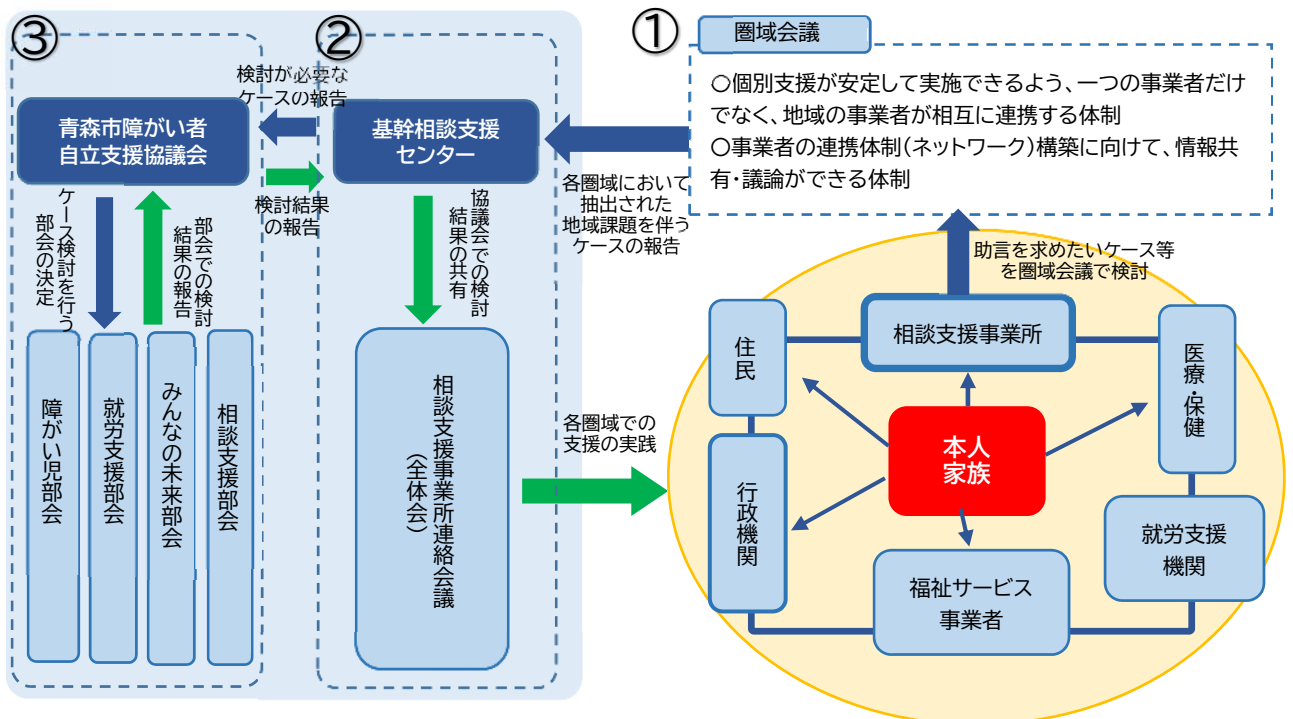 ③
検討が必要な
ケースの報告
青森市障がい者
自立支援協議会
検討結果
の報告
ケース検討を行う
部会の決定
部会での検討
結果の報告
障がい児部会
就労支援部会
みんなの未来部会
相談支援部会
②
基幹相談支援
センター
協議会での検討
結果の共有
相談支援事業所連絡会議
(全体会)
各圏域において
抽出された
地域課題を伴う
ケースの報告
各圏域での
支援の実践
①
圏域会議
○個別支援が安定して実施できるよう、一つの事業者だけ
でなく、地域の事業者が相互に連携する体制
○事業者の連携体制(ネットワーク)構築に向けて、情報共
有・議論ができる体制
助言を求めたいケース等
を圏域会議で検討
相談支援事業所
住民
医療・保健
本人
家族
行政機関
就労支援
機関
福祉サービス
事業者